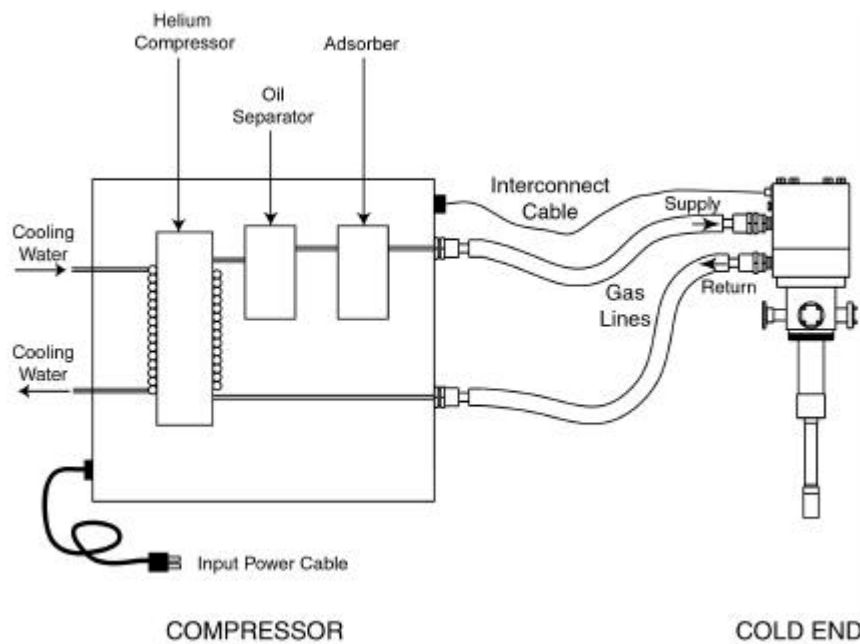 Helium
Compressor
Adsorber
Oil
Separator
Interconnect
Cable
Supply
Cooling
Water
Gas
Lines
Return
Cooling
Water
Input Power Cable
COMPRESSOR
COLD END